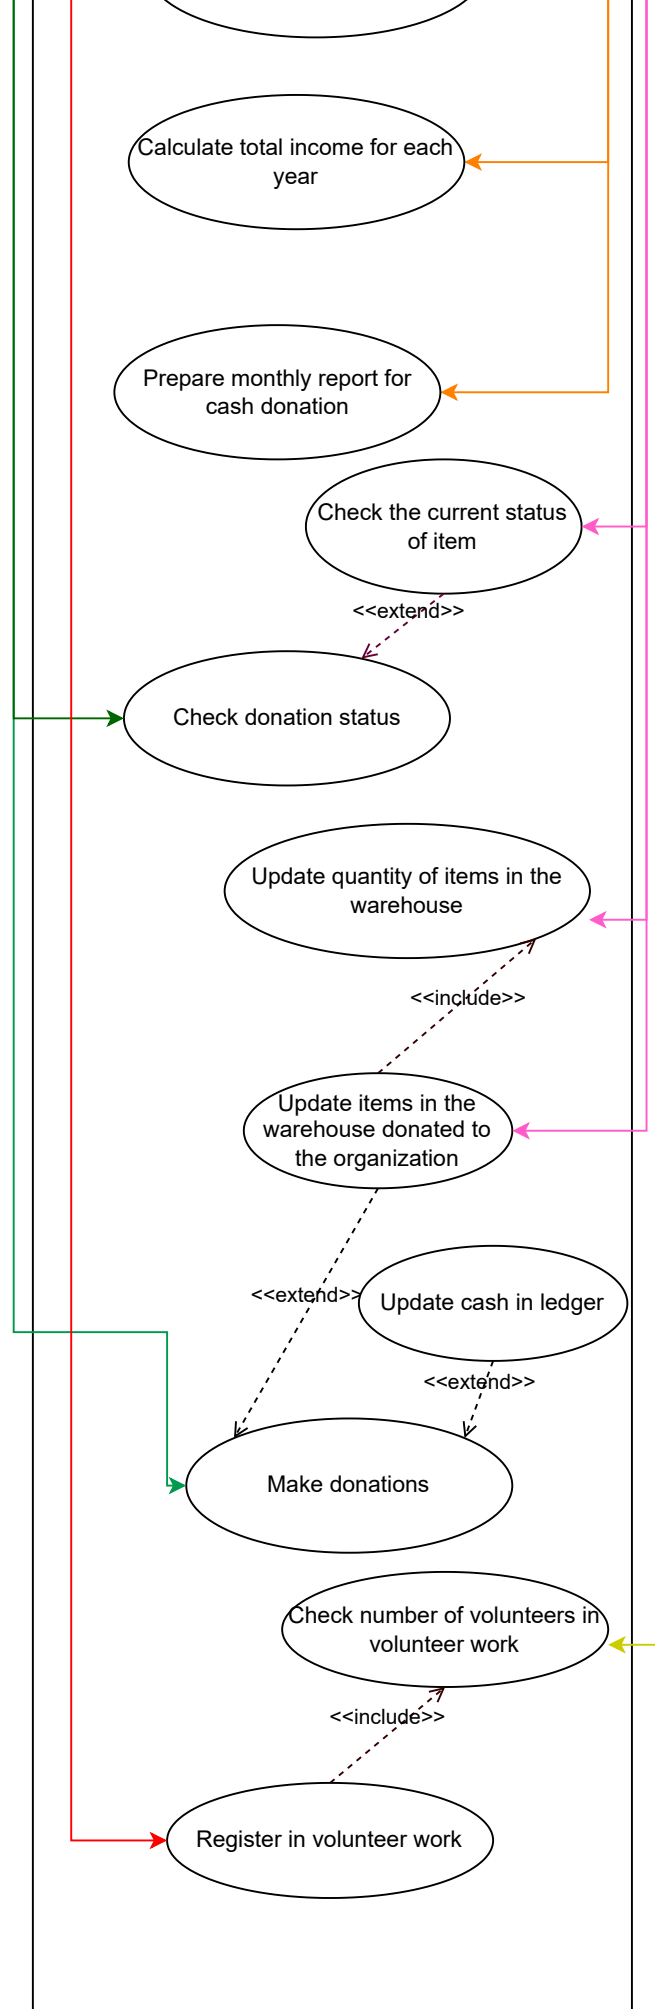 Calculate total income for each
year
Prepare monthly report for
cash donation
Check the current status
of item
<<extend>>
Check donation status
Update quantity of items in the
warehouse
<<include>>
Update items in the
warehouse donated to
the organization
<<extend>>
Update cash in ledger
<<extend>>
Make donations
Check number of volunteers in
volunteer work
<<include>>
Register in volunteer work